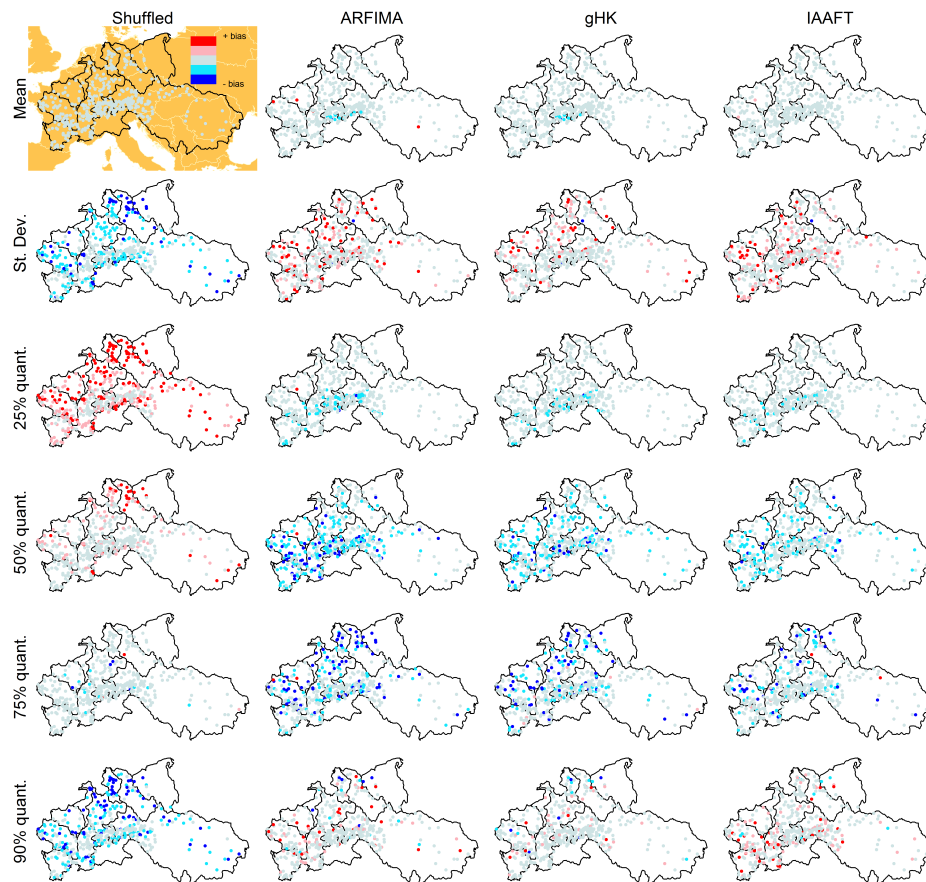 Shuffled ARFIMA gHK IAAFT
+ bias
- bias
Mean
St. Dev.
25% quant.
50% quant.
75% quant.
90% quant.